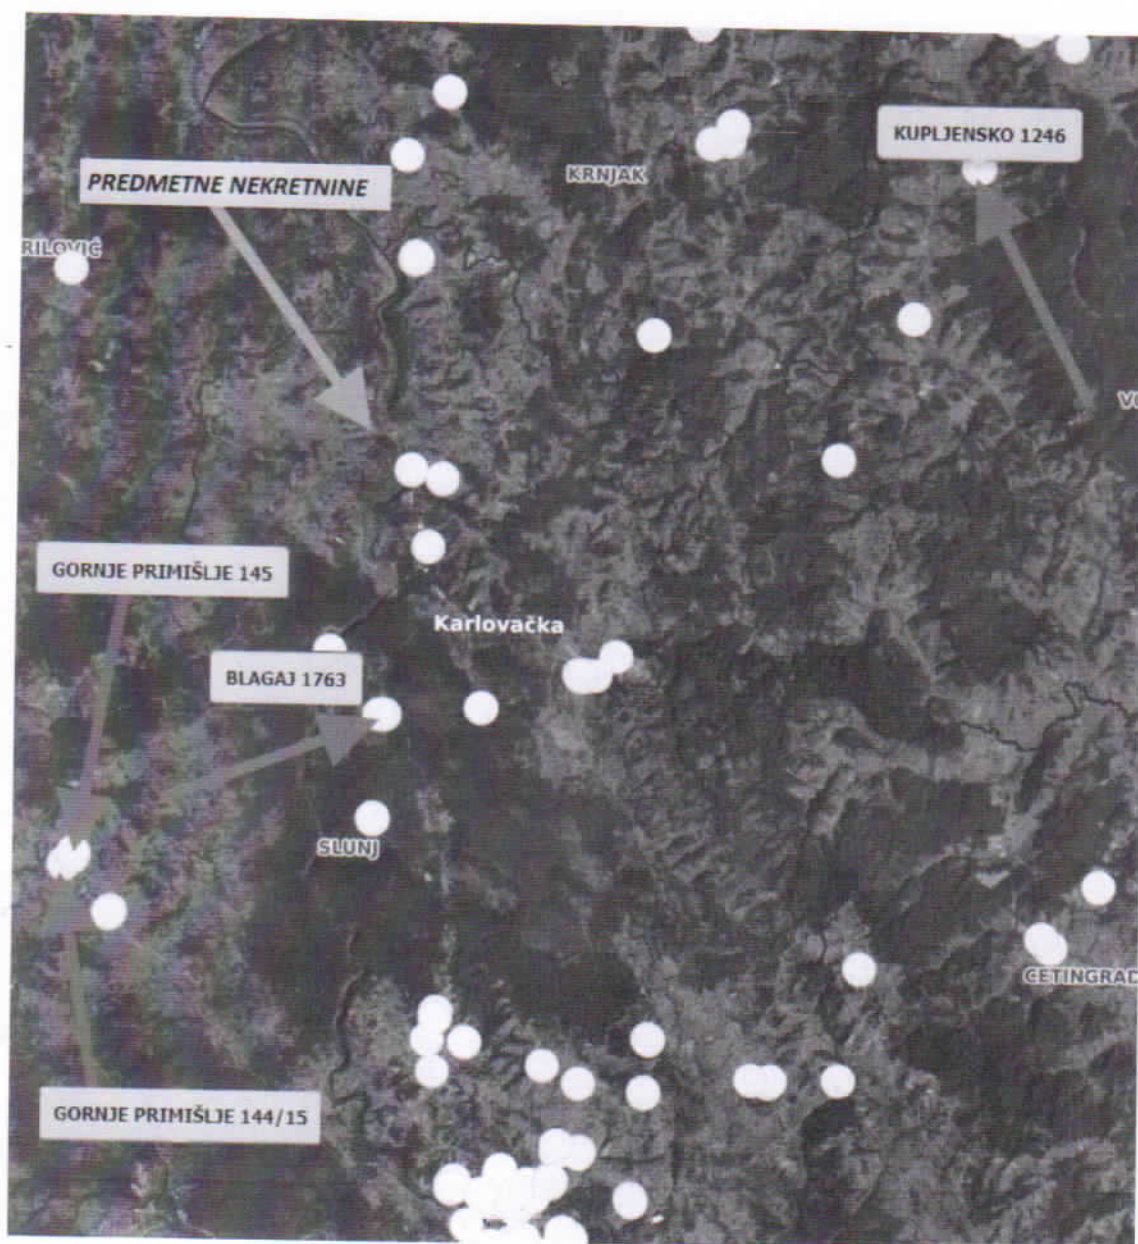 KUPLJENSKO 1246
KRNJAK
PREDMETNE NEKRETNINE
RILOVIĆ
GORNJE PRIMIŠLJE 145
Karlovačka
BLAGAJ 1763
SLUNJ
CETINGRAD
GORNJE PRIMIŠLJE 144/15